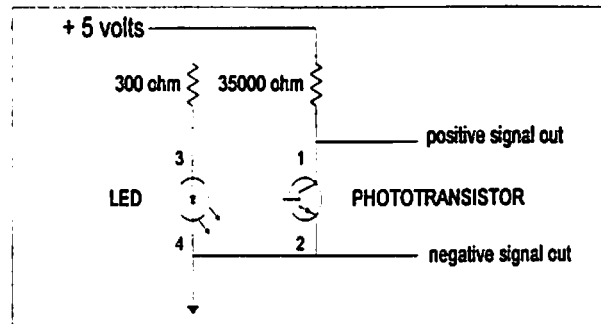 + 5 volts
300 ohm 35000 ohm
positive signal out
3 1
LED PHOTOTRANSISTOR
4 2
negative signal out